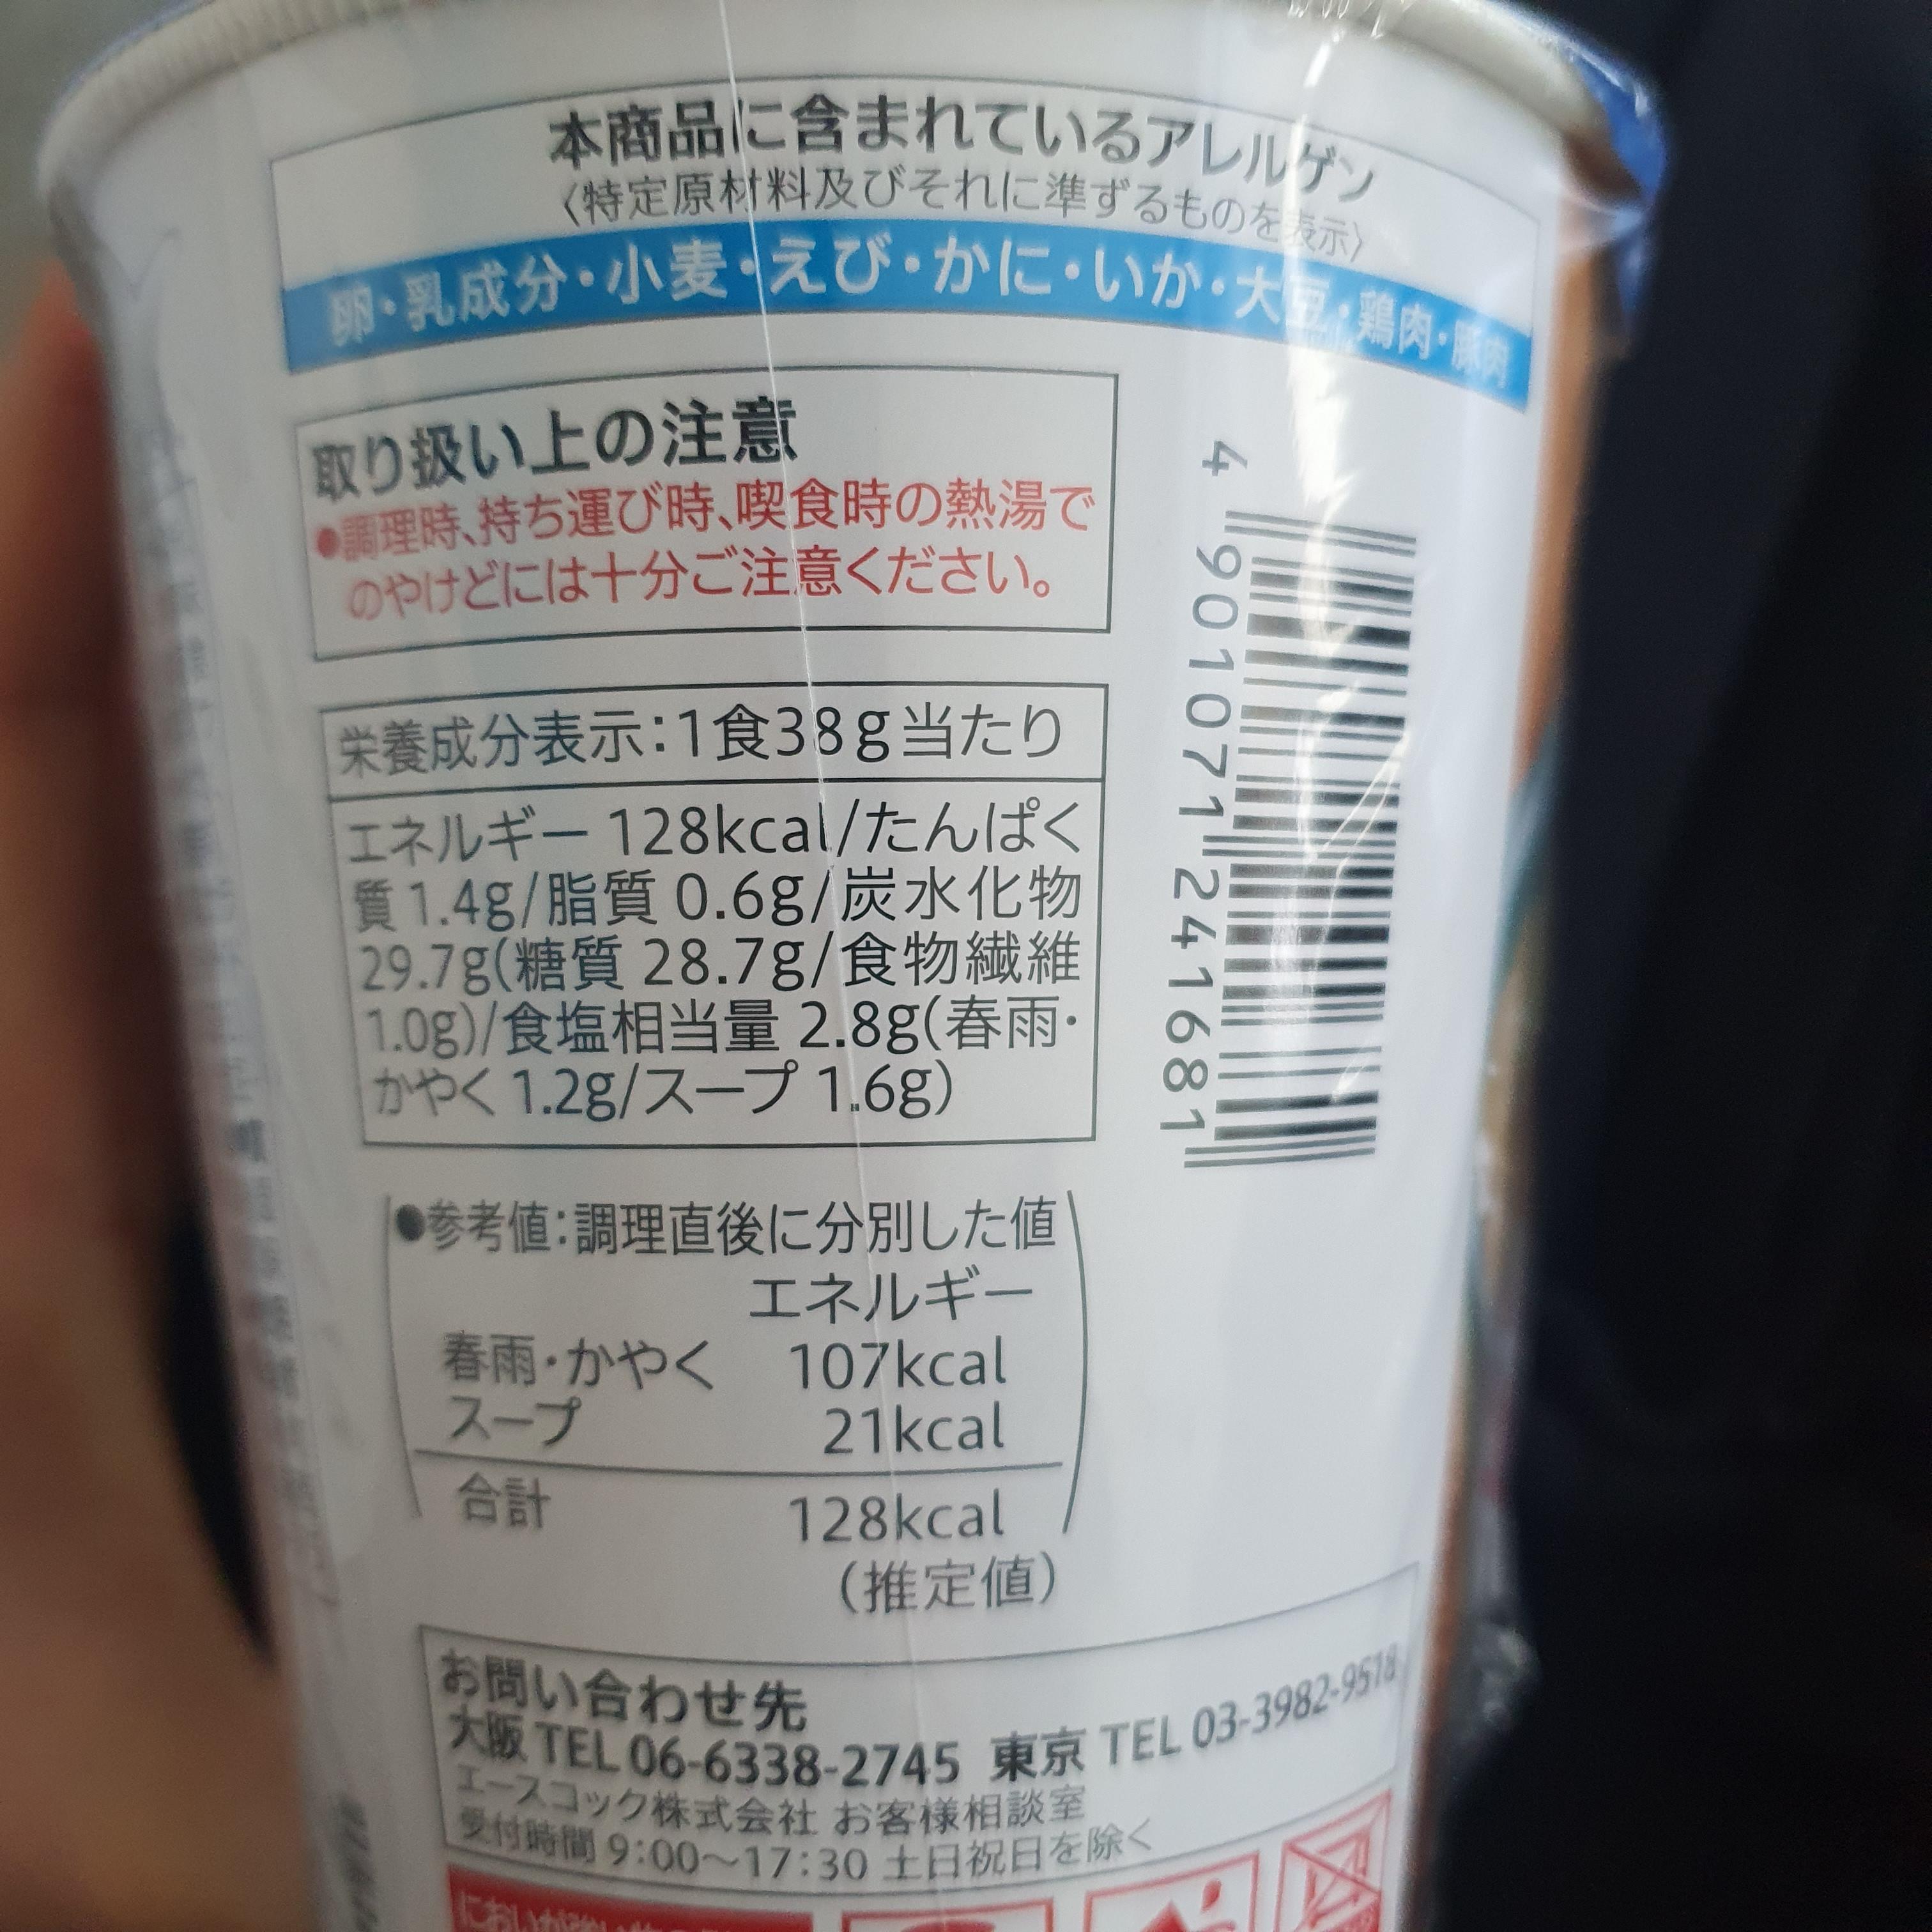 本商品に含まれているアレルゲン
〈特定原材料及びそれに準ずるものを表示〉
卵・乳成分・小麦・えび・かに・いか・大豆・鶏肉・豚肉
取り扱い上の注意
●調理時、持ち運び時、喫食時の熱湯で
のやけどには十分ご注意ください。
4 901071 241681
栄養成分表示：1食38g当たり
エネルギー 128kcal/たんぱく
質 1.4g/脂質 0.6g/炭水化物
29.7g(糖質 28.7g/食物繊維
1.0g)/食塩相当量 2.8g(春雨・
かやく 1.2g/スープ 1.6g)
●参考値：調理直後に分別した値
エネルギー
春雨・かやく 107kcal
スープ 21kcal
合計 128kcal
(推定値)
お問い合わせ先
大阪 TEL 06-6338-2745 東京 TEL 03-3982-9518
エースコック株式会社 お客様相談室
受付時間 9:00～17:30 土日祝日を除く
においが強い